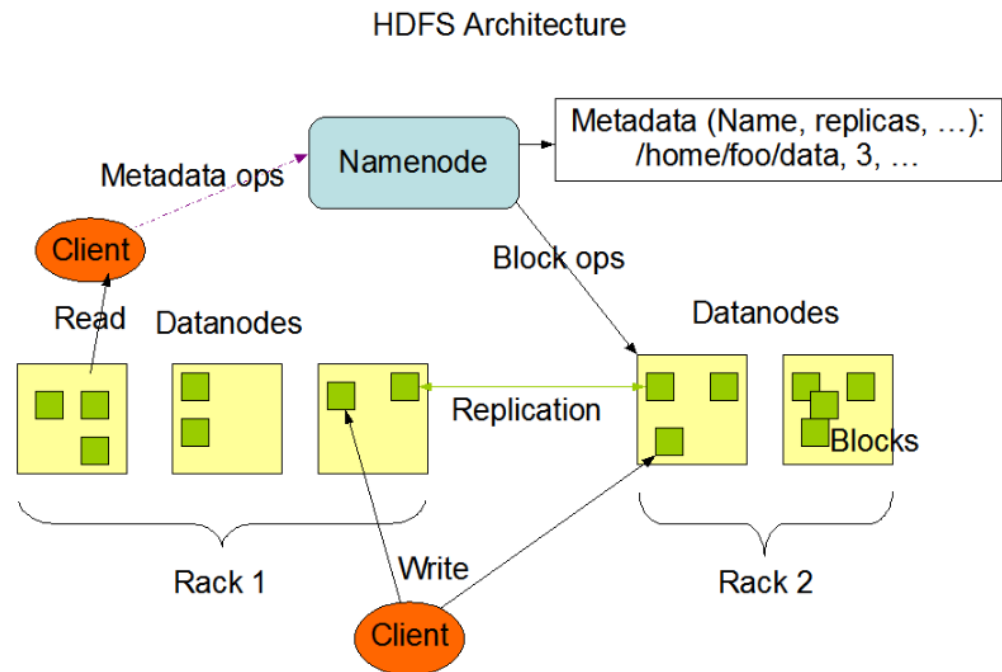 HDFS Architecture
Metadata (Name, replicas, …):
/home/foo/data, 3, …
Namenode
Metadata ops
Client
Block ops
Read
Datanodes
Datanodes
Replication
Blocks
Rack 1
Write
Rack 2
Client